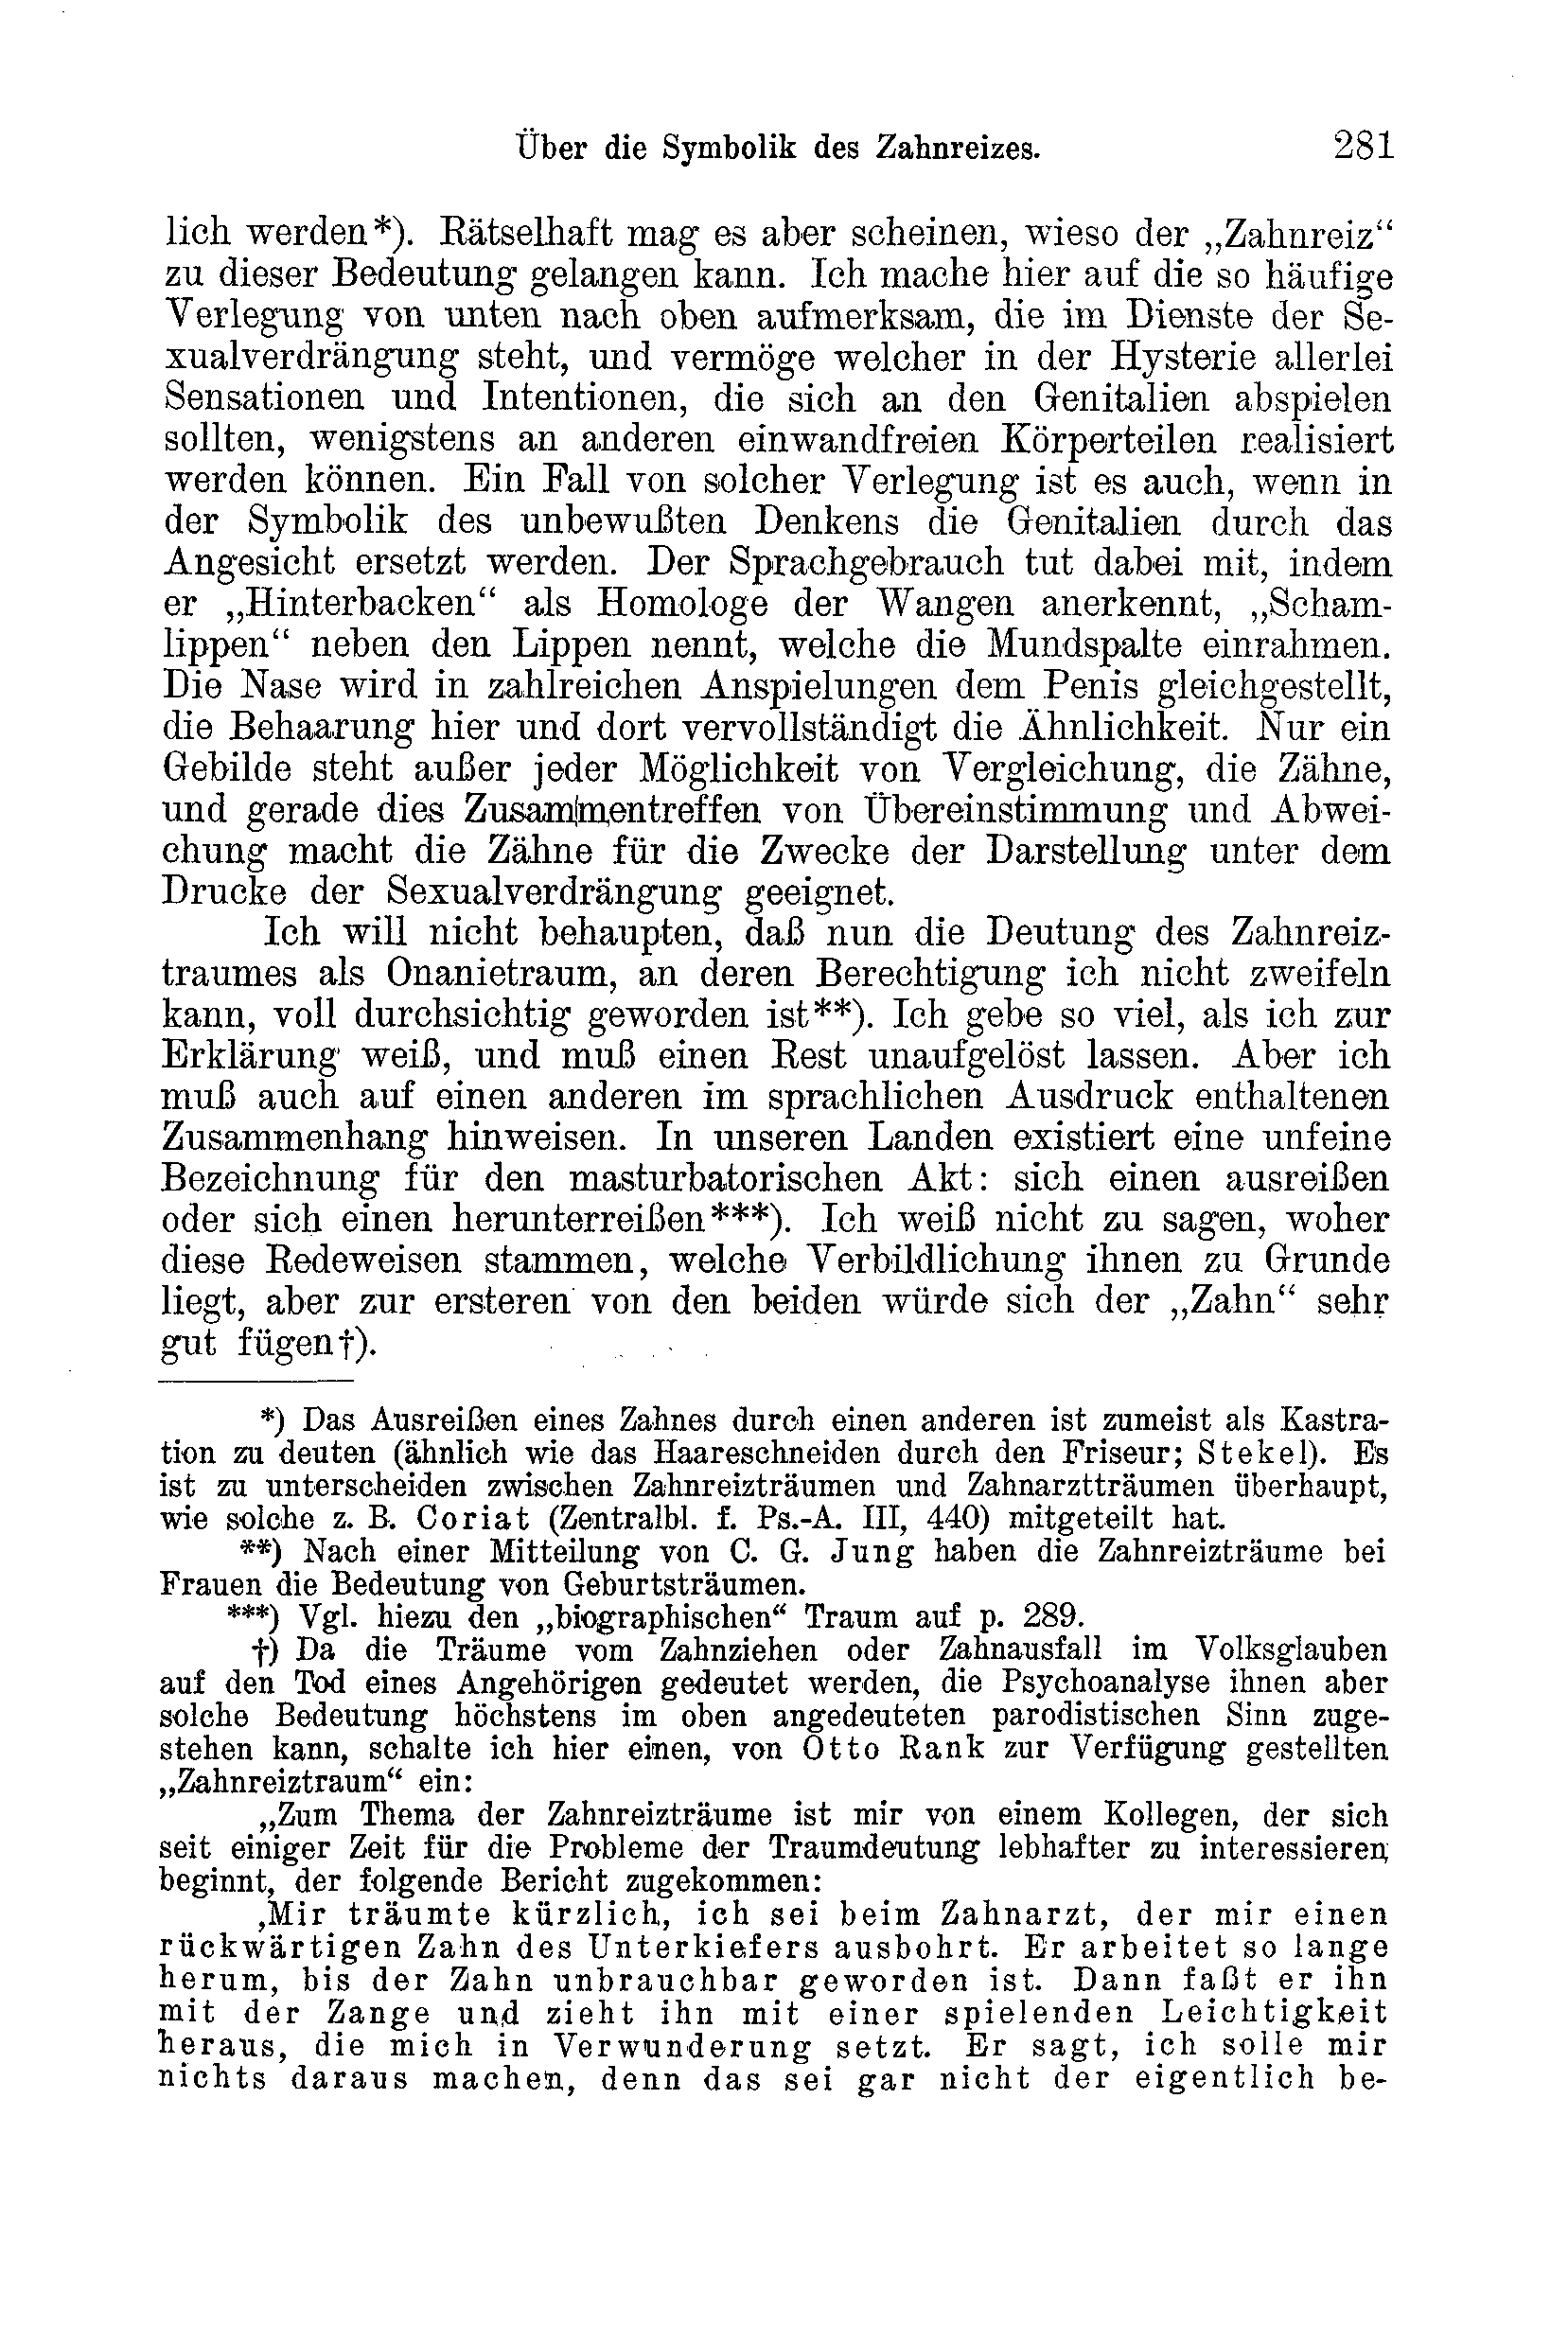 Über die Symbolik des Zahnreizes. 281
lich werden*). Rätselhaft mag es aber scheinen, wieso der „Zahnreiz“
zu dieser Bedeutung gelangen kann. Ich mache hier auf die so häufige
Verlegung von unten nach oben aufmerksam, die im Dienste der Se-
xualverdrängung steht, und vermöge welcher in der Hysterie allerlei
Sensationen und Intentionen, die sich an den Genitalien abspielen
sollten, wenigstens an anderen einwandfreien Körperteilen realisiert
werden können. Ein Fall von solcher Verlegung ist es auch, wenn in
der Symbolik des unbewußten Denkens die Genitalien durch das
Angesicht ersetzt werden. Der Sprachgebrauch tut dabei mit, indem
er „Hinterbacken“ als Homologe der Wangen anerkennt, „Scham-
lippen“ neben den Lippen nennt, welche die Mundspalte einrahmen.
Die Nase wird in zahlreichen Anspielungen dem Penis gleichgestellt,
die Behaarung hier und dort vervollständigt die Ähnlichkeit. Nur ein
Gebilde steht außer jeder Möglichkeit von Vergleichung, die Zähne,
und gerade dies Zusammentreffen von Übereinstimmung und Abwei-
chung macht die Zähne für die Zwecke der Darstellung unter dem
Drucke der Sexualverdrängung geeignet.
Ich will nicht behaupten, daß nun die Deutung des Zahnreiz-
traumes als Onanietraum, an deren Berechtigung ich nicht zweifeln
kann, voll durchsichtig geworden ist**). Ich gebe so viel, als ich zur
Erklärung weiß, und muß einen Rest unaufgelöst lassen. Aber ich
muß auch auf einen anderen im sprachlichen Ausdruck enthaltenen
Zusammenhang hinweisen. In unseren Landen existiert eine unfeine
Bezeichnung für den masturbatorischen Akt: sich einen ausreißen
oder sich einen herunterreißen***). Ich weiß nicht zu sagen, woher
diese Redeweisen stammen, welche Verbildlichung ihnen zu Grunde
liegt, aber zur ersteren von den beiden würde sich der „Zahn“ sehr
gut fügen†).
*) Das Ausreißen eines Zahnes durch einen anderen ist zumeist als Kastra-
tion zu deuten (ähnlich wie das Haareschneiden durch den Friseur; Stekel). Es
ist zu unterscheiden zwischen Zahnreizträumen und Zahnarztträumen überhaupt,
wie solche z. B. Coriat (Zentralbl. f. Ps.-A. III, 440) mitgeteilt hat.
**) Nach einer Mitteilung von C. G. Jung haben die Zahnreizträume bei
Frauen die Bedeutung von Geburtsträumen.
***) Vgl. hiezu den „biographischen“ Traum auf p. 289.
†) Da die Träume vom Zahnziehen oder Zahnausfall im Volksglauben
auf den Tod eines Angehörigen gedeutet werden, die Psychoanalyse ihnen aber
solche Bedeutung höchstens im oben angedeuteten parodistischen Sinn zuge-
stehen kann, schalte ich hier einen, von Otto Rank zur Verfügung gestellten
„Zahnreiztraum“ ein:
„Zum Thema der Zahnreizträume ist mir von einem Kollegen, der sich
seit einiger Zeit für die Probleme der Traumdeutung lebhafter zu interessieren
beginnt, der folgende Bericht zugekommen:
‚Mir träumte kürzlich, ich sei beim Zahnarzt, der mir einen
rückwärtigen Zahn des Unterkiefers ausbohrt. Er arbeitet so lange
herum, bis der Zahn unbrauchbar geworden ist. Dann faßt er ihn
mit der Zange und zieht ihn mit einer spielenden Leichtigkeit
heraus, die mich in Verwunderung setzt. Er sagt, ich solle mir
nichts daraus machen, denn das sei gar nicht der eigentlich be-